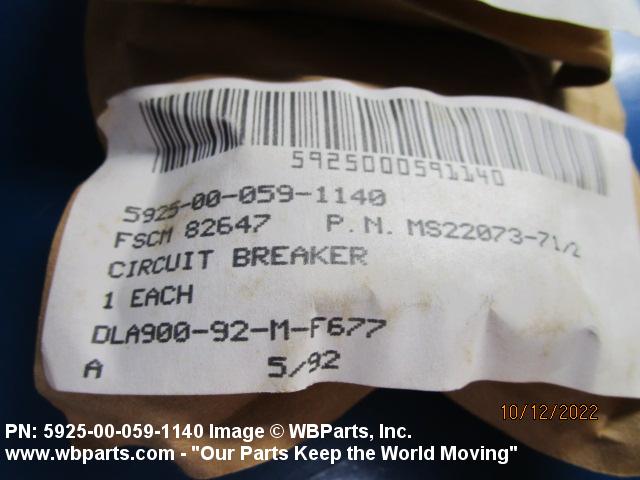 5925000591140
5925-00-059-1140
FSCM 82647 P.N. MS22073-71/2
CIRCUIT BREAKER
1 EACH
DLA900-92-M-F677
A 5/92
10/12/2022
PN: 5925-00-059-1140 Image © WBParts, Inc.
www.wbparts.com - "Our Parts Keep the World Moving"